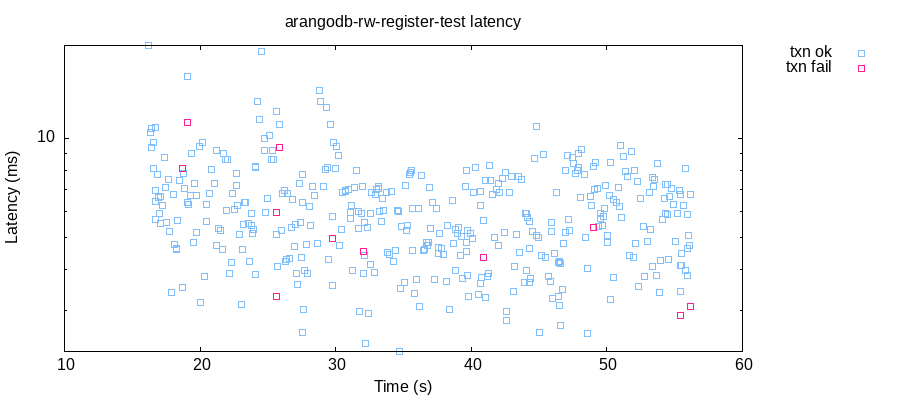 arangodb-rw-register-test latency
txn ok
txn fail
10
Latency (ms)
10 20 30 40 50 60
Time (s)